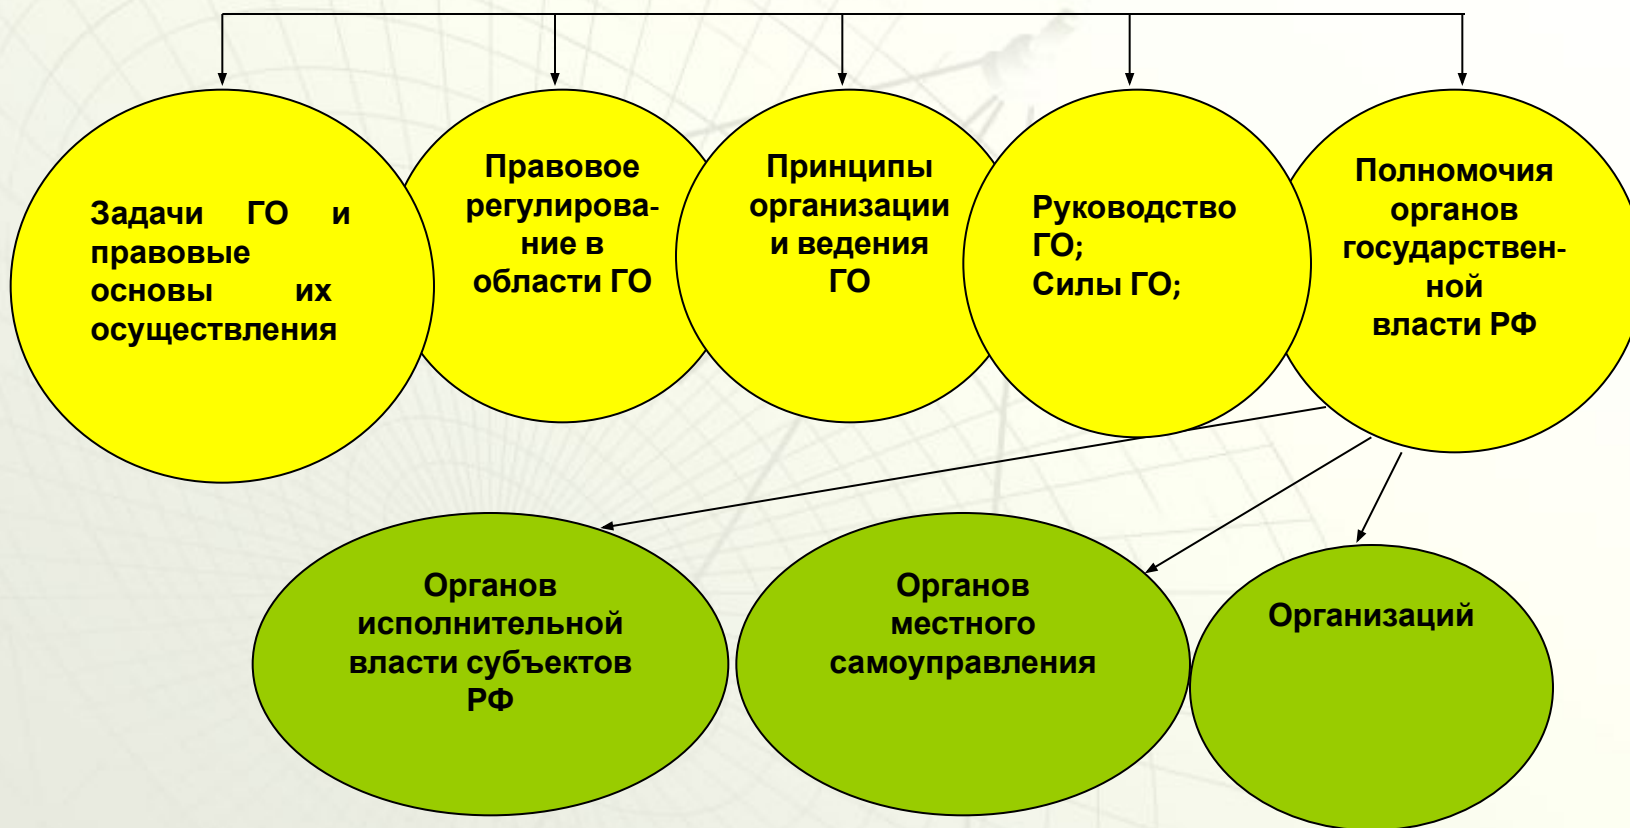 Задачи ГО и
правовые
основы их
осуществления
Правовое
регулирова-
ние в
области ГО
Принципы
организации
и ведения
ГО
Руководство
ГО;
Силы ГО;
Полномочия
органов
государствен-
ной
власти РФ
Органов
исполнительной
власти субъектов
РФ
Органов
местного
самоуправления
Организаций